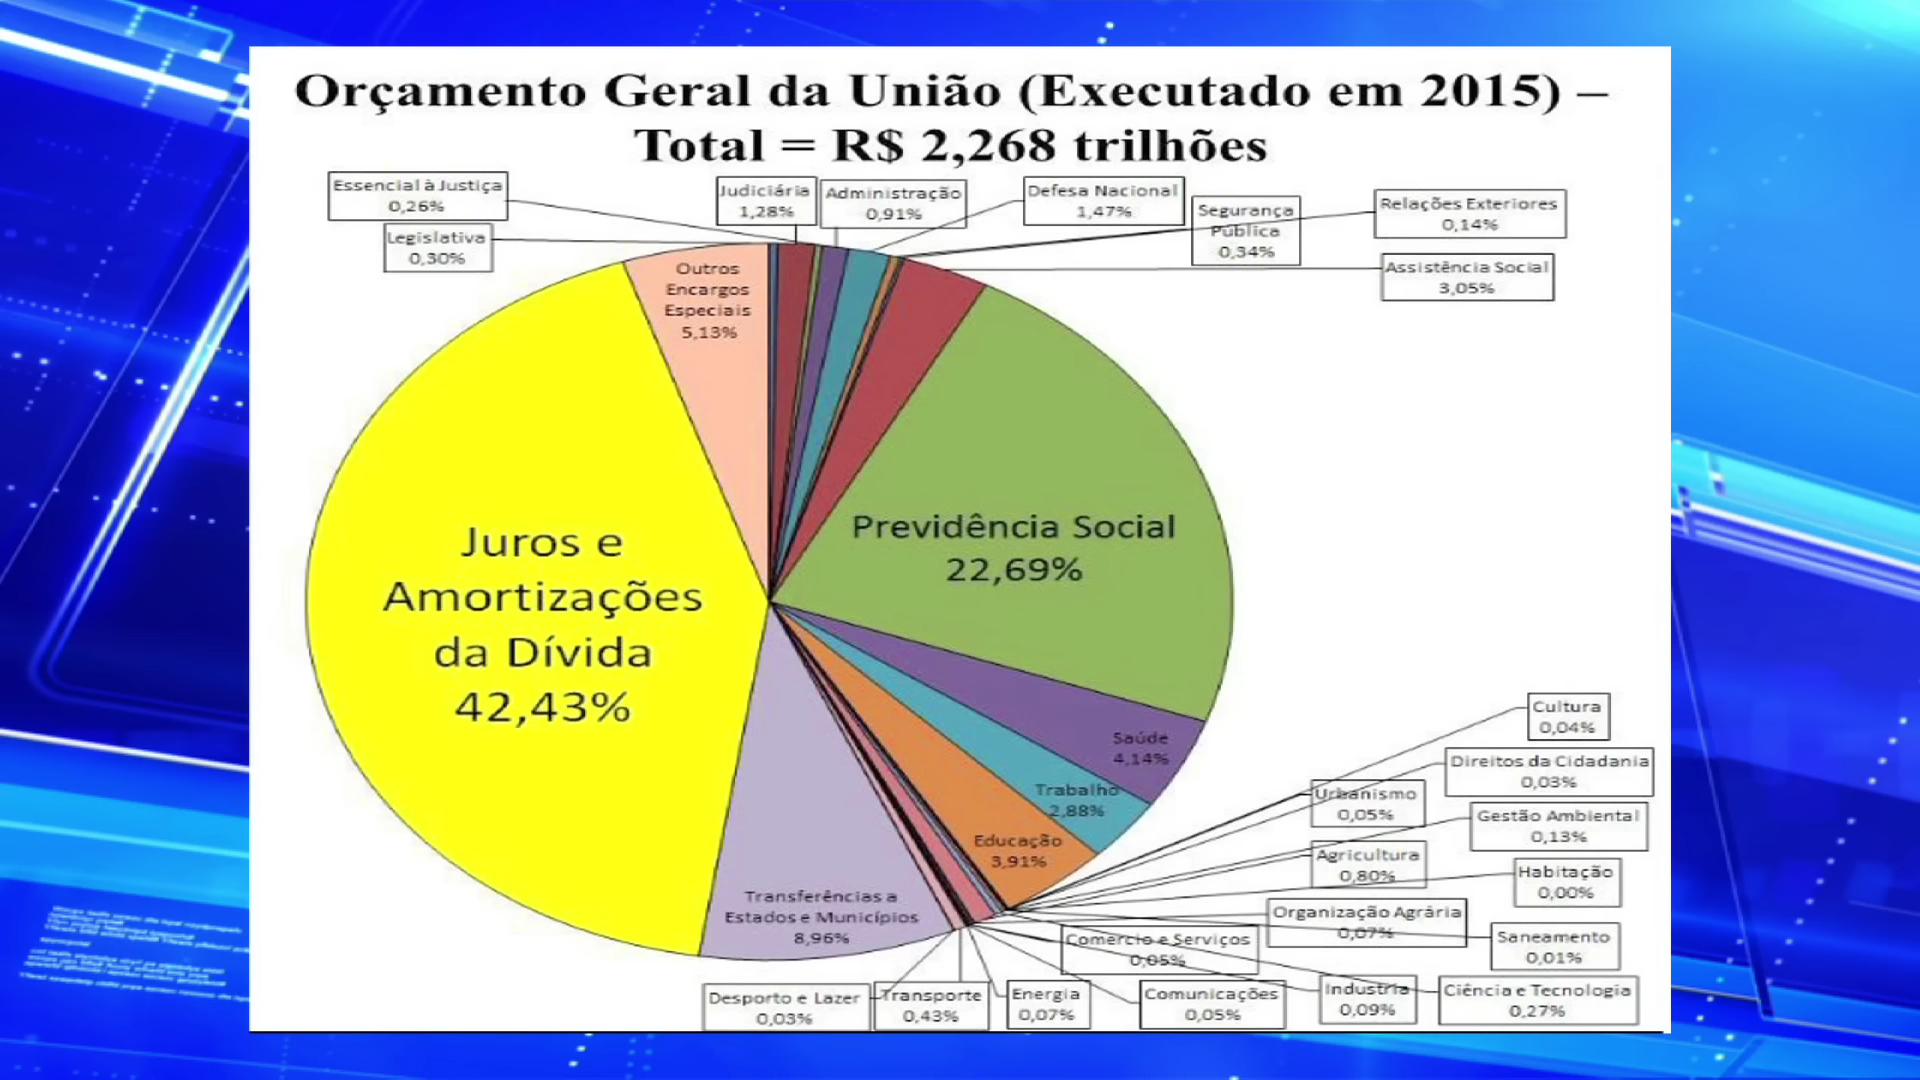 Orçamento Geral da União (Executado em 2015) –
Total = R$ 2,268 trilhões
Essencial à Justiça
0,26%
Legislativa
0,30%
Judiciária
1,28%
Administração
0,91%
Defesa Nacional
1,47%
Segurança
Pública
0,34%
Relações Exteriores
0,14%
Assistência Social
3,05%
Outros
Encargos
Especiais
5,13%
Previdência Social
22,69%
Juros e
Amortizações
da Dívida
42,43%
Saúde
4,14%
Trabalho
2,88%
Educação
3,91%
Transferências a
Estados e Municípios
8,96%
Cultura
0,04%
Direitos da Cidadania
0,03%
Urbanismo
0,05%
Gestão Ambiental
0,13%
Agricultura
0,80%
Habitação
0,00%
Organização Agrária
0,07%
Saneamento
0,01%
Comercio e Serviços
0,05%
Ciência e Tecnologia
0,27%
Industria
0,09%
Comunicações
0,05%
Energia
0,07%
Transporte
0,43%
Desporto e Lazer
0,03%